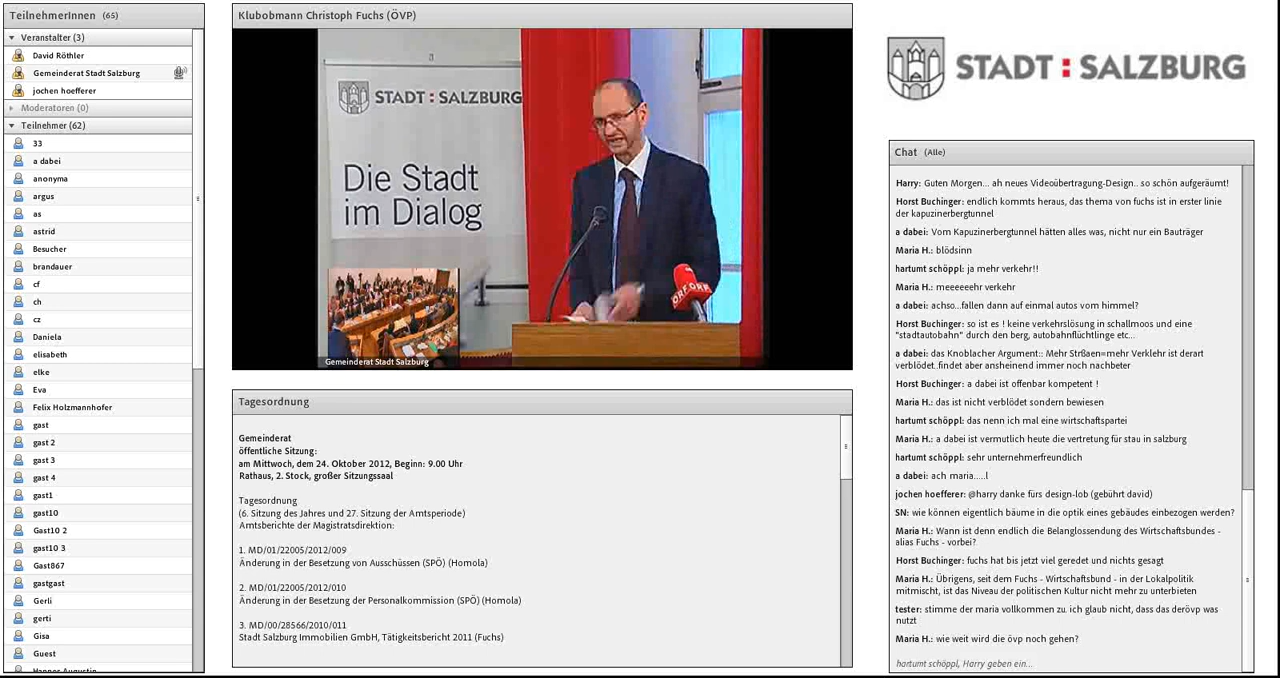 TeilnehmerInnen (65)
Veranstalter (3)
David Röthler
Gemeinderat Stadt Salzburg
jochen hoefferer
Moderatoren (0)
Teilnehmer (62)
33
a dabei
anonyma
argus
as
astrid
Besucher
brandauer
cf
ch
cz
Daniela
elisabeth
elke
Eva
Felix Holzmannhofer
gast
gast 2
gast 3
gast 4
gast1
gast10
Gast10 2
gast10 3
Gast867
gastgast
Gerli
gerti
Gisa
Guest
Hannes Augustin
Klubobmann Christoph Fuchs (ÖVP)
STADT : SALZBURG
Die Stadt
im Dialog
ORF ORF
Gemeinderat Stadt Salzburg
Tagesordnung
Gemeinderat
öffentliche Sitzung:
am Mittwoch, dem 24. Oktober 2012, Beginn: 9.00 Uhr
Rathaus, 2. Stock, großer Sitzungssaal
Tagesordnung
(6. Sitzung des Jahres und 27. Sitzung der Amtsperiode)
Amtsberichte der Magistratsdirektion:
1. MD/01/22005/2012/009
Änderung in der Besetzung von Ausschüssen (SPÖ) (Homola)
2. MD/01/22005/2012/010
Änderung in der Besetzung der Personalkommission (SPÖ) (Homola)
3. MD/00/28566/2010/011
Stadt Salzburg Immobilien GmbH, Tätigkeitsbericht 2011 (Fuchs)
STADT : SALZBURG
Chat (Alle)
Harry: Guten Morgen... ah neues Videoübertragung-Design.. so schön aufgeräumt!
Horst Buchinger: endlich kommts heraus, das thema von fuchs ist in erster linie
der kapuzinerbergtunnel
a dabei: Vom Kapuzinerbergtunnel hätten alles was, nicht nur ein Bauträger
Maria H.: blödsinn
hartumt schöppl: ja mehr verkehr!!
Maria H.: meeeeeehr verkehr
a dabei: achso...fallen dann auf einmal autos vom himmel?
Horst Buchinger: so ist es ! keine verkehrslösung in schallmoos und eine
"stadtautobahn" durch den berg, autobahnflüchtlinge etc...
a dabei: das Knoblacher Argument:: Mehr Strßaen=mehr Verklehr ist derart
verblödet..findet aber ansheinend immer noch nachbeter
Horst Buchinger: a dabei ist offenbar kompetent !
Maria H.: das ist nicht verblödet sondern bewiesen
hartumt schöppl: das nenn ich mal eine wirtschaftspartei
Maria H.: a dabei ist vermutlich heute die vertretung für stau in salzburg
hartumt schöppl: sehr unternehmerfreundlich
a dabei: ach maria.....l
jochen hoefferer: @harry danke fürs design-lob (gebührt david)
SN: wie können eigentlich bäume in die optik eines gebäudes einbezogen werden?
Maria H.: Wann ist denn endlich die Belanglossendung des Wirtschaftsbundes -
alias Fuchs - vorbei?
Horst Buchinger: fuchs hat bis jetzt viel geredet und nichts gesagt
Maria H.: Übrigens, seit dem Fuchs - Wirtschaftsbund - in der Lokalpolitik
mitmischt, ist das Niveau der politischen Kultur nicht mehr zu unterbieten
tester: stimme der maria vollkommen zu. ich glaub nicht, dass das derövp was
nutzt
Maria H.: wie weit wird die övp noch gehen?
hartumt schöppl, Harry geben ein...